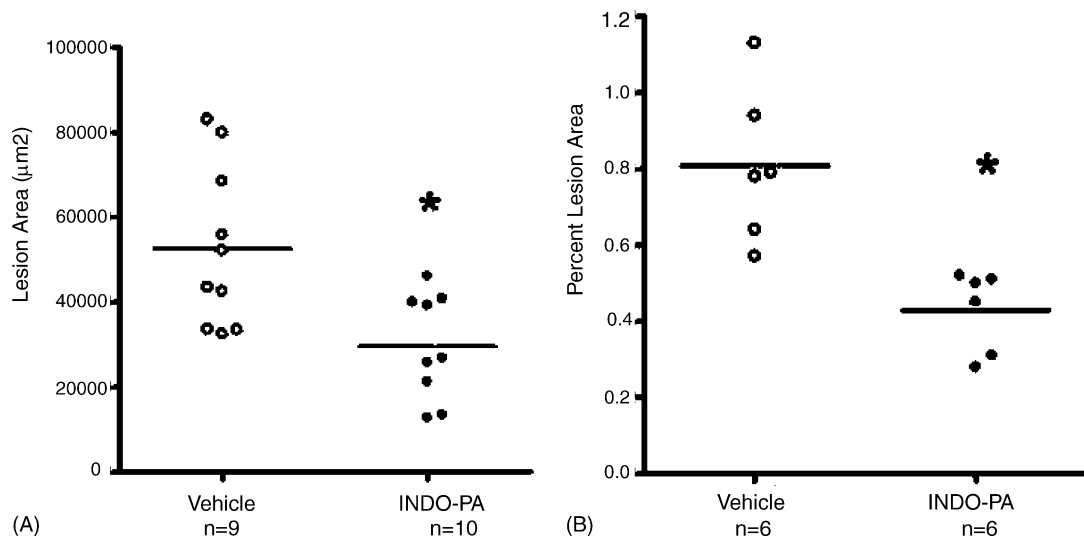 100000
80000
60000
40000
20000
0
Lesion Area (μm2)
Vehicle
n=9
INDO-PA
n=10
(A)
1.2
1.0
0.8
0.6
0.4
0.2
0.0
Percent Lesion Area
Vehicle
n=6
INDO-PA
n=6
(B)